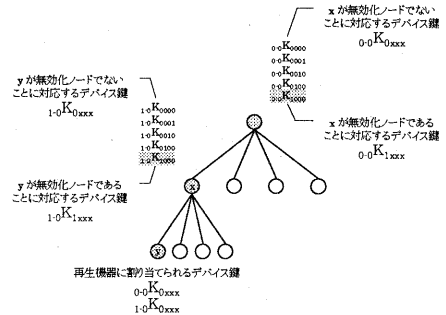 xが無効化ノードでない
ことに対応するデバイス鍵
0-0K0xxx
0-0K0000
0-0K0001
0-0K0010
0-0K0100
0-0K1000
yが無効化ノードでない
ことに対応するデバイス鍵
1-0K0xxx
1-0K0000
1-0K0001
1-0K0010
1-0K0100
1-0K1000
xが無効化ノードである
ことに対応するデバイス鍵
0-0K1xxx
yが無効化ノードである
ことに対応するデバイス鍵
1-0K1xxx
x
y
再生機器に割り当てられるデバイス鍵
0-0K0xxx
1-0K0xxx